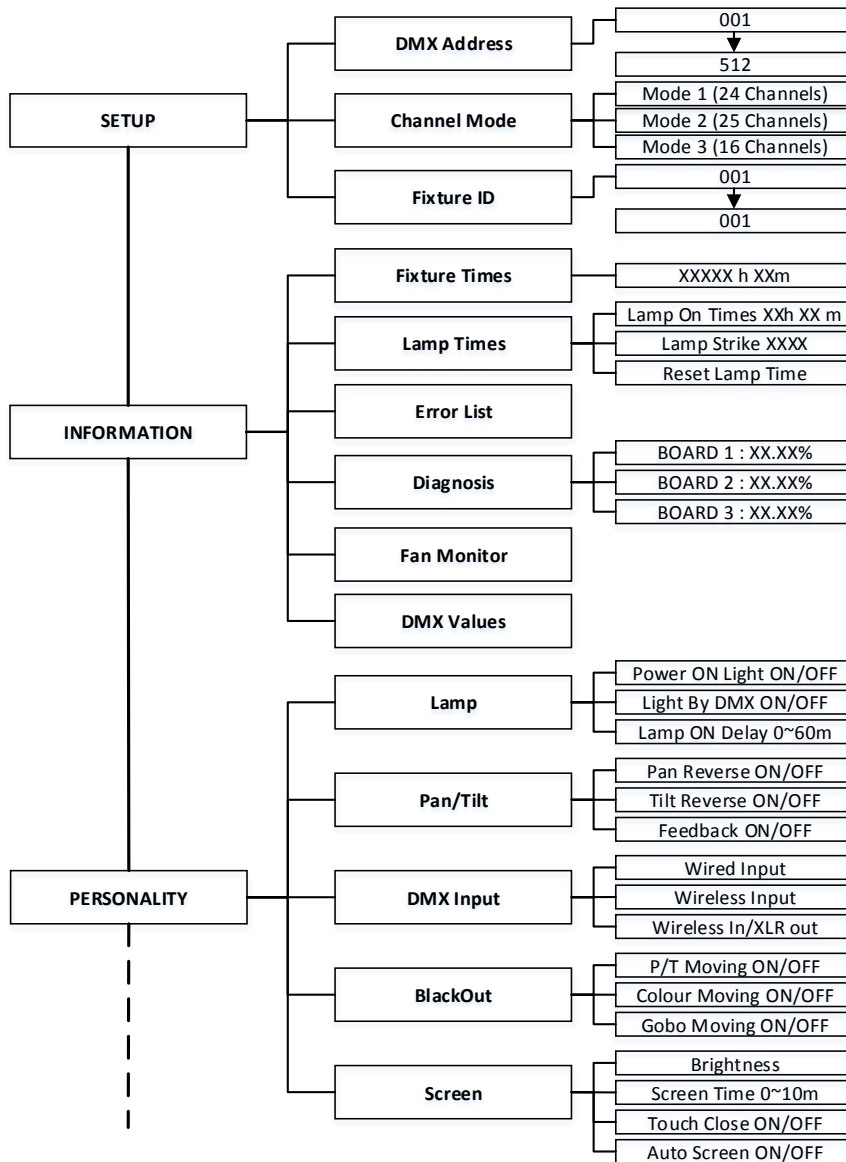 SETUP
DMX Address
001
512
Channel Mode
Mode 1 (24 Channels)
Mode 2 (25 Channels)
Mode 3 (16 Channels)
Fixture ID
001
001
INFORMATION
Fixture Times
XXXXX h XXm
Lamp Times
Lamp On Times XXh XX m
Lamp Strike XXXX
Reset Lamp Time
Error List
Diagnosis
BOARD 1 : XX.XX%
BOARD 2 : XX.XX%
BOARD 3 : XX.XX%
Fan Monitor
DMX Values
PERSONALITY
Lamp
Power ON Light ON/OFF
Light By DMX ON/OFF
Lamp ON Delay 0~60m
Pan/Tilt
Pan Reverse ON/OFF
Tilt Reverse ON/OFF
Feedback ON/OFF
DMX Input
Wired Input
Wireless Input
Wireless In/XLR out
BlackOut
P/T Moving ON/OFF
Colour Moving ON/OFF
Gobo Moving ON/OFF
Screen
Brightness
Screen Time 0~10m
Touch Close ON/OFF
Auto Screen ON/OFF